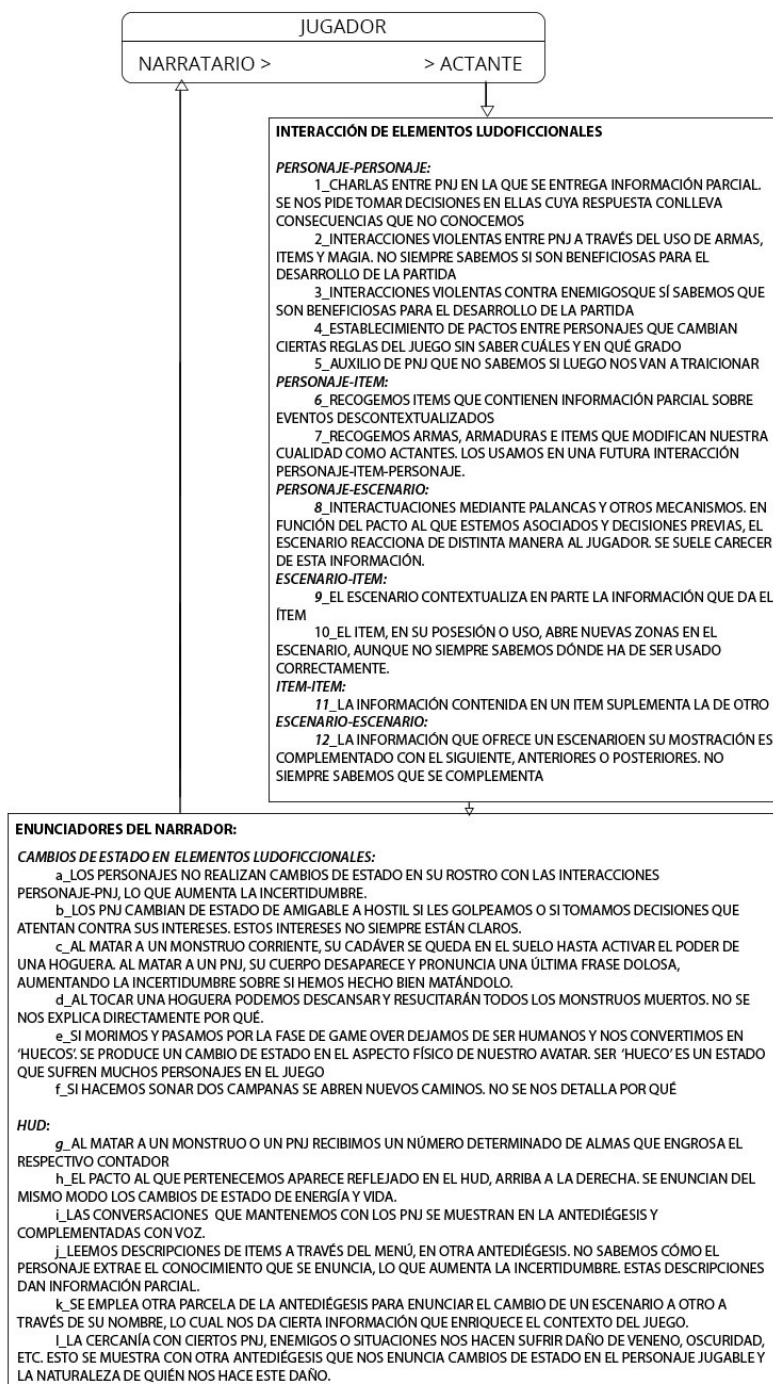 JUGADOR
NARRATARIO > > ACTANTE
INTERACCIÓN DE ELEMENTOS LUDOFICCIONALES
PERSONAJE-PERSONAJE:
1_CHARLAS ENTRE PNJ EN LA QUE SE ENTREGA INFORMACIÓN PARCIAL.
SE NOS PIDE TOMAR DECISIONES EN ELLAS CUYA RESPUESTA CONLLEVA
CONSECUENCIAS QUE NO CONOCEMOS
2_INTERACCIONES VIOLENTAS ENTRE PNJ A TRAVÉS DEL USO DE ARMAS,
ITEMS Y MAGIA. NO SIEMPRE SABEMOS SI SON BENEFICIOSAS PARA EL
DESARROLLO DE LA PARTIDA
3_INTERACCIONES VIOLENTAS CONTRA ENEMIGOSQUE SÍ SABEMOS QUE
SON BENEFICIOSAS PARA EL DESARROLLO DE LA PARTIDA
4_ESTABLECIMIENTO DE PACTOS ENTRE PERSONAJES QUE CAMBIAN
CIERTAS REGLAS DEL JUEGO SIN SABER CUÁLES Y EN QUÉ GRADO
5_AUXILIO DE PNJ QUE NO SABEMOS SI LUEGO NOS VAN A TRAICIONAR
PERSONAJE-ITEM:
6_RECOGEMOS ITEMS QUE CONTIENEN INFORMACIÓN PARCIAL SOBRE
EVENTOS DESCONTEXTUALIZADOS
7_RECOGEMOS ARMAS, ARMADURAS E ITEMS QUE MODIFICAN NUESTRA
CUALIDAD COMO ACTANTES. LOS USAMOS EN UNA FUTURA INTERACCIÓN
PERSONAJE-ITEM-PERSONAJE.
PERSONAJE-ESCENARIO:
8_INTERACTUACIONES MEDIANTE PALANCAS Y OTROS MECANISMOS. EN
FUNCIÓN DEL PACTO AL QUE ESTEMOS ASOCIADOS Y DECISIONES PREVIAS, EL
ESCENARIO REACCIONA DE DISTINTA MANERA AL JUGADOR. SE SUELE CARECER
DE ESTA INFORMACIÓN.
ESCENARIO-ITEM:
9_EL ESCENARIO CONTEXTUALIZA EN PARTE LA INFORMACIÓN QUE DA EL
ÍTEM
10_EL ITEM, EN SU POSESIÓN O USO, ABRE NUEVAS ZONAS EN EL
ESCENARIO, AUNQUE NO SIEMPRE SABEMOS DÓNDE HA DE SER USADO
CORRECTAMENTE.
ITEM-ITEM:
11_LA INFORMACIÓN CONTENIDA EN UN ITEM SUPLEMENTA LA DE OTRO
ESCENARIO-ESCENARIO:
12_LA INFORMACIÓN QUE OFRECE UN ESCENARIOEN SU MOSTRACIÓN ES
COMPLEMENTADO CON EL SIGUIENTE, ANTERIORES O POSTERIORES. NO
SIEMPRE SABEMOS QUE SE COMPLEMENTA
ENUNCIADORES DEL NARRADOR:
CAMBIOS DE ESTADO EN ELEMENTOS LUDOFICCIONALES:
a_LOS PERSONAJES NO REALIZAN CAMBIOS DE ESTADO EN SU ROSTRO CON LAS INTERACCIONES
PERSONAJE-PNJ, LO QUE AUMENTA LA INCERTIDUMBRE.
b_LOS PNJ CAMBIAN DE ESTADO DE AMIGABLE A HOSTIL SI LES GOLPEAMOS O SI TOMAMOS DECISIONES QUE
ATENTAN CONTRA SUS INTERESES. ESTOS INTERESES NO SIEMPRE ESTÁN CLAROS.
c_AL MATAR A UN MONSTRUO CORRIENTE, SU CADÁVER SE QUEDA EN EL SUELO HASTA ACTIVAR EL PODER DE
UNA HOGUERA. AL MATAR A UN PNJ, SU CUERPO DESAPARECE Y PRONUNCIA UNA ÚLTIMA FRASE DOLOSA,
AUMENTANDO LA INCERTIDUMBRE SOBRE SI HEMOS HECHO BIEN MATÁNDOLO.
d_AL TOCAR UNA HOGUERA PODEMOS DESCANSAR Y RESUCITARÁN TODOS LOS MONSTRUOS MUERTOS. NO SE
NOS EXPLICA DIRECTAMENTE POR QUÉ.
e_SI MORIMOS Y PASAMOS POR LA FASE DE GAME OVER DEJAMOS DE SER HUMANOS Y NOS CONVERTIMOS EN
'HUECOS'. SE PRODUCE UN CAMBIO DE ESTADO EN EL ASPECTO FÍSICO DE NUESTRO AVATAR. SER 'HUECO' ES UN ESTADO
QUE SUFREN MUCHOS PERSONAJES EN EL JUEGO
f_SI HACEMOS SONAR DOS CAMPANAS SE ABREN NUEVOS CAMINOS. NO SE NOS DETALLA POR QUÉ
HUD:
g_AL MATAR A UN MONSTRUO O UN PNJ RECIBIMOS UN NÚMERO DETERMINADO DE ALMAS QUE ENGROSA EL
RESPECTIVO CONTADOR
h_EL PACTO AL QUE PERTENECEMOS APARECE REFLEJADO EN EL HUD, ARRIBA A LA DERECHA. SE ENUNCIAN DEL
MISMO MODO LOS CAMBIOS DE ESTADO DE ENERGÍA Y VIDA.
i_LAS CONVERSACIONES QUE MANTENEMOS CON LOS PNJ SE MUESTRAN EN LA ANTEDIÉGESIS Y
COMPLEMENTADAS CON VOZ.
j_LEEMOS DESCRIPCIONES DE ITEMS A TRAVÉS DEL MENÚ, EN OTRA ANTEDIÉGESIS. NO SABEMOS CÓMO EL
PERSONAJE EXTRAE EL CONOCIMIENTO QUE SE ENUNCIA, LO QUE AUMENTA LA INCERTIDUMBRE. ESTAS DESCRIPCIONES
DAN INFORMACIÓN PARCIAL.
k_SE EMPLEA OTRA PARCELA DE LA ANTEDIÉGESIS PARA ENUNCIAR EL CAMBIO DE UN ESCENARIO A OTRO A
TRAVÉS DE SU NOMBRE, LO CUAL NOS DA CIERTA INFORMACIÓN QUE ENRIQUECE EL CONTEXTO DEL JUEGO.
l_LA CERCANÍA CON CIERTOS PNJ, ENEMIGOS O SITUACIONES NOS HACEN SUFRIR DAÑO DE VENENO, OSCURIDAD,
ETC. ESTO SE MUESTRA CON OTRA ANTEDIÉGESIS QUE NOS ENUNCIA CAMBIOS DE ESTADO EN EL PERSONAJE JUGABLE Y
LA NATURALEZA DE QUIÉN NOS HACE ESTE DAÑO.